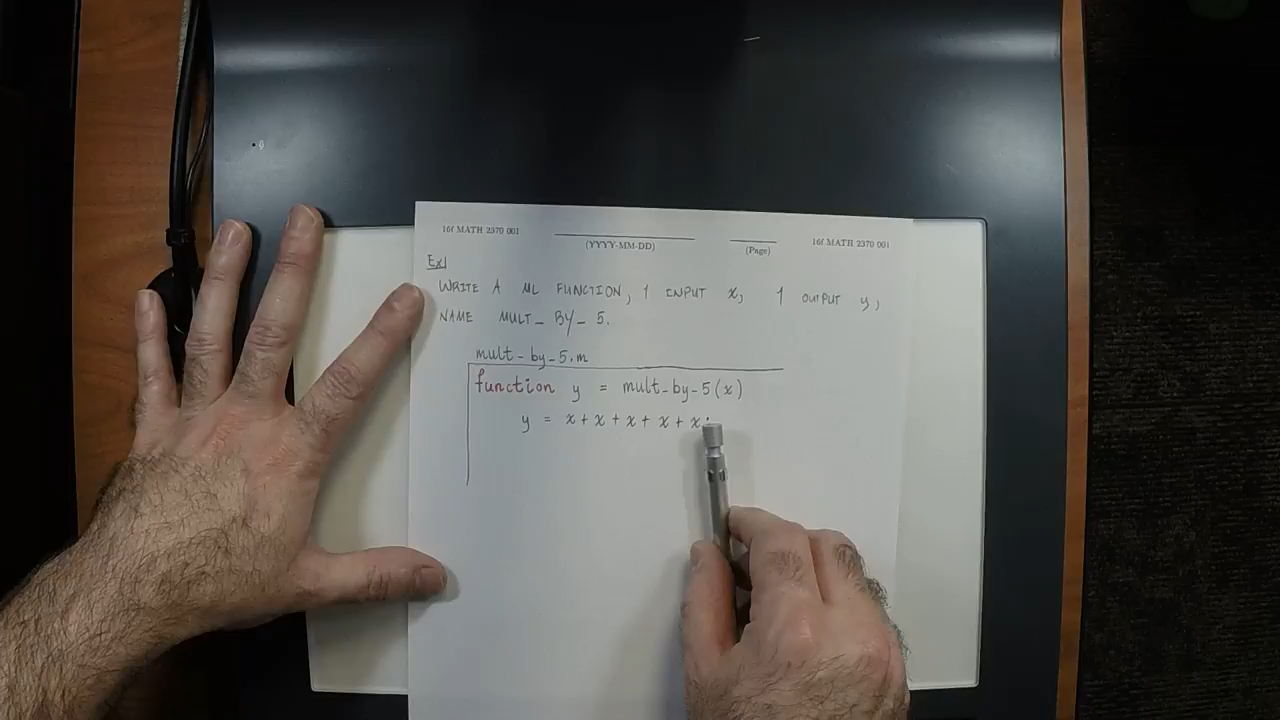 16f MATH 2370 001 (YYYY-MM-DD) (Page) 16f MATH 2370 001
Ex1
WRITE A ML FUNCTION, 1 INPUT x, 1 OUTPUT y,
NAME MULT_BY_5.
mult_by_5.m
function y = mult_by_5(x)
y = x+x+x+x+x;